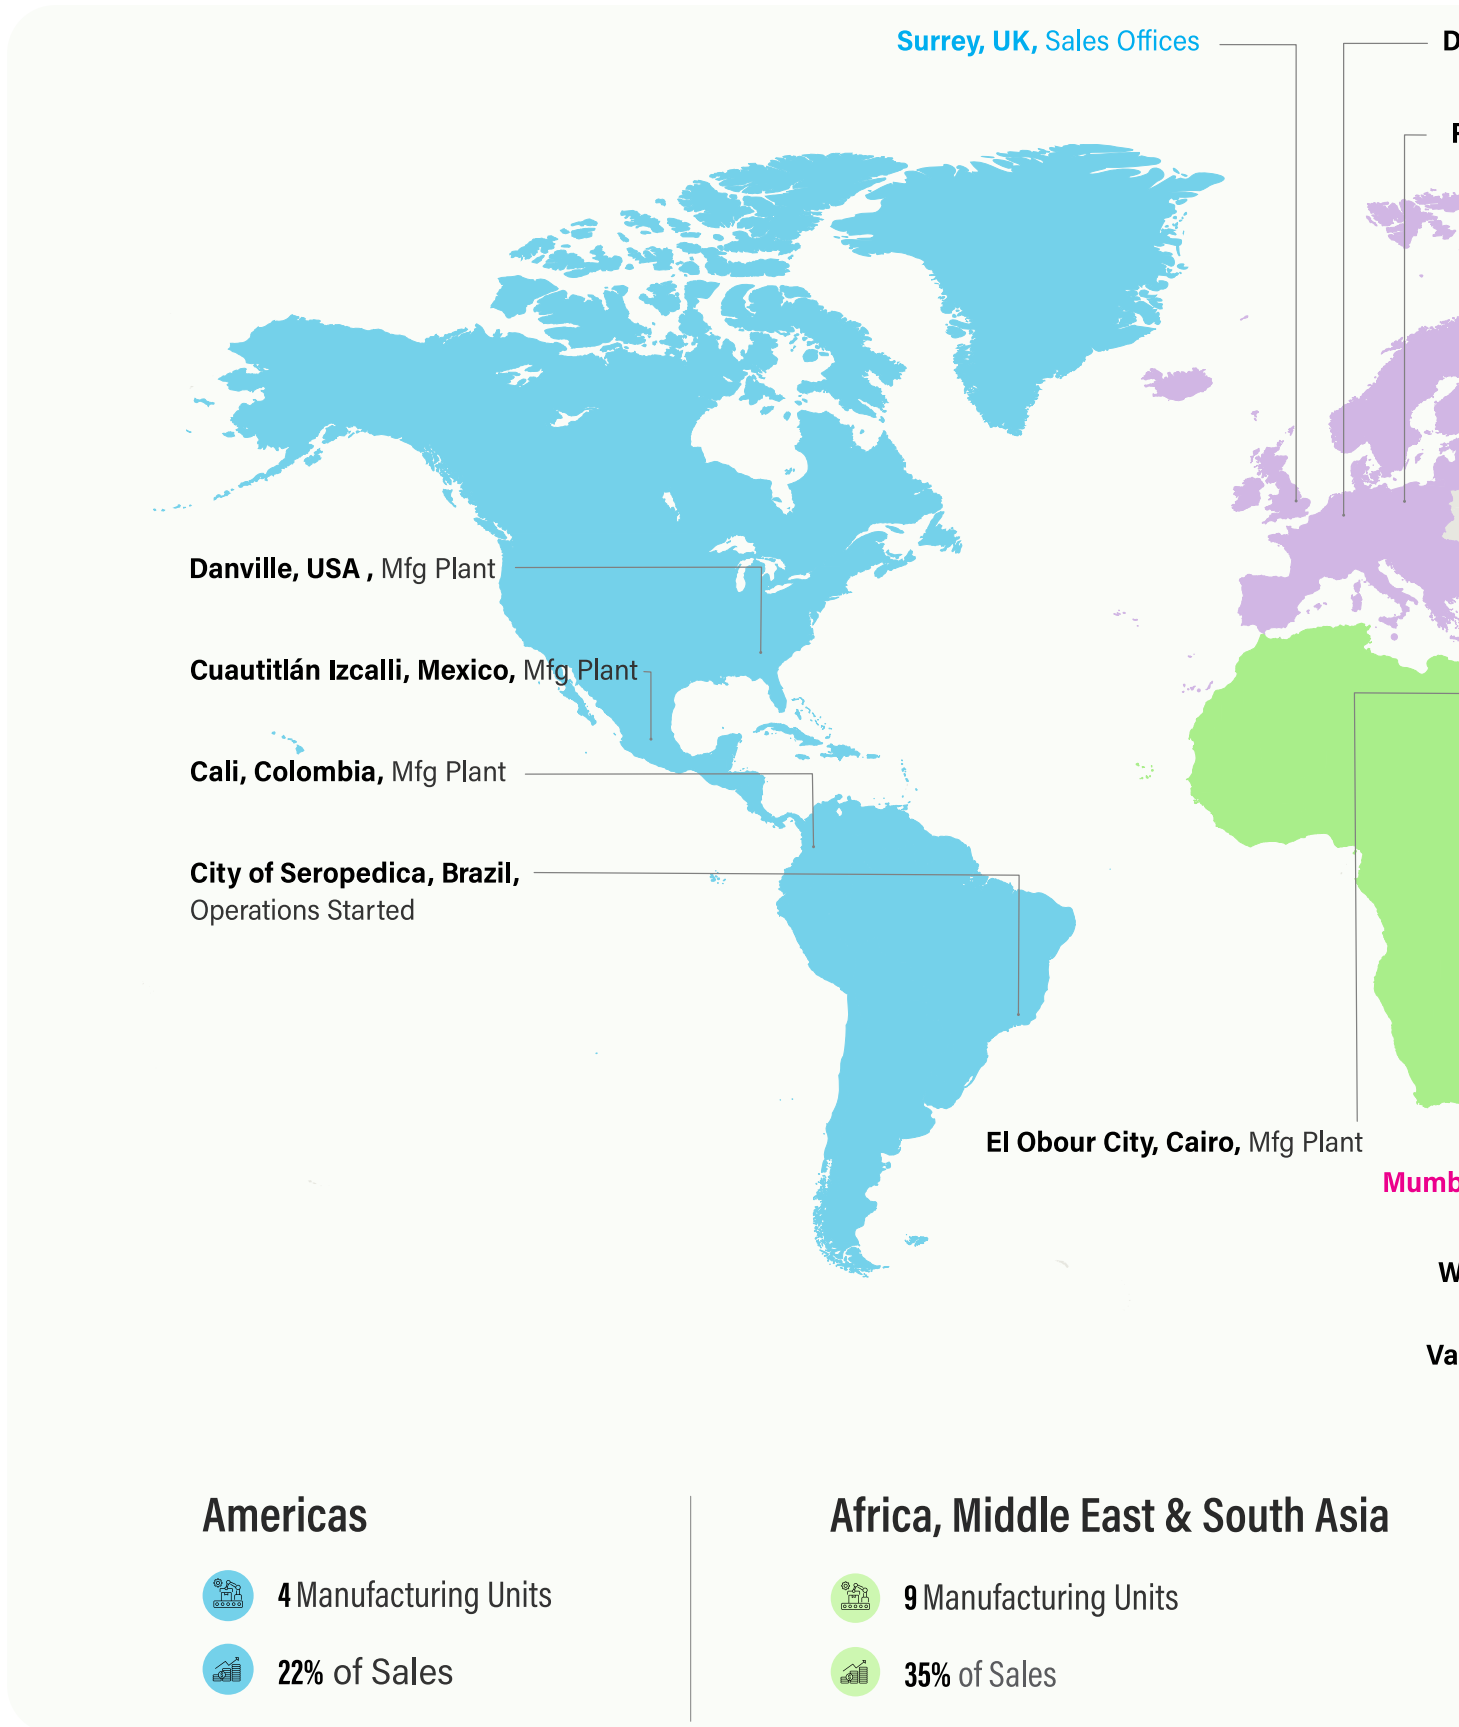 Surrey, UK, Sales Offices
Danville, USA , Mfg Plant
Cuautitlán Izcalli, Mexico, Mfg Plant
Cali, Colombia, Mfg Plant
City of Seropedica, Brazil,
Operations Started
El Obour City, Cairo, Mfg Plant
Americas
4 Manufacturing Units
22% of Sales
Africa, Middle East & South Asia
9 Manufacturing Units
35% of Sales